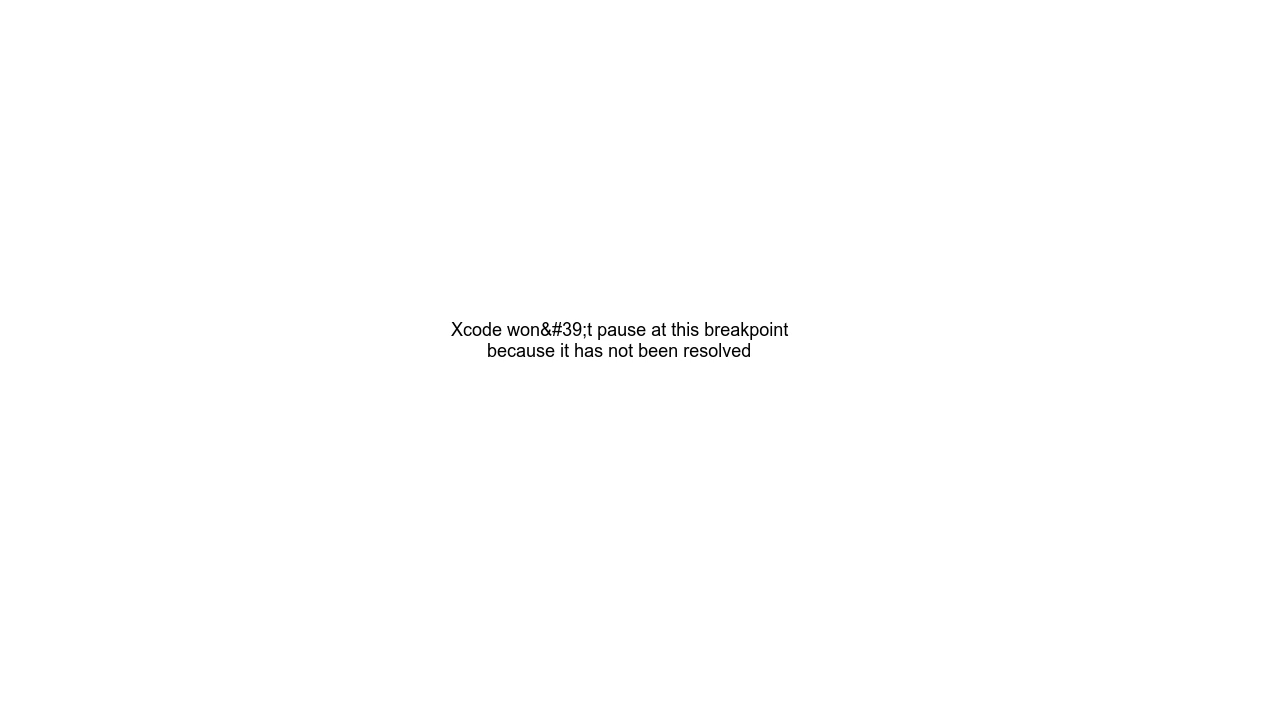 Xcode won&#39;t pause at this breakpoint
because it has not been resolved